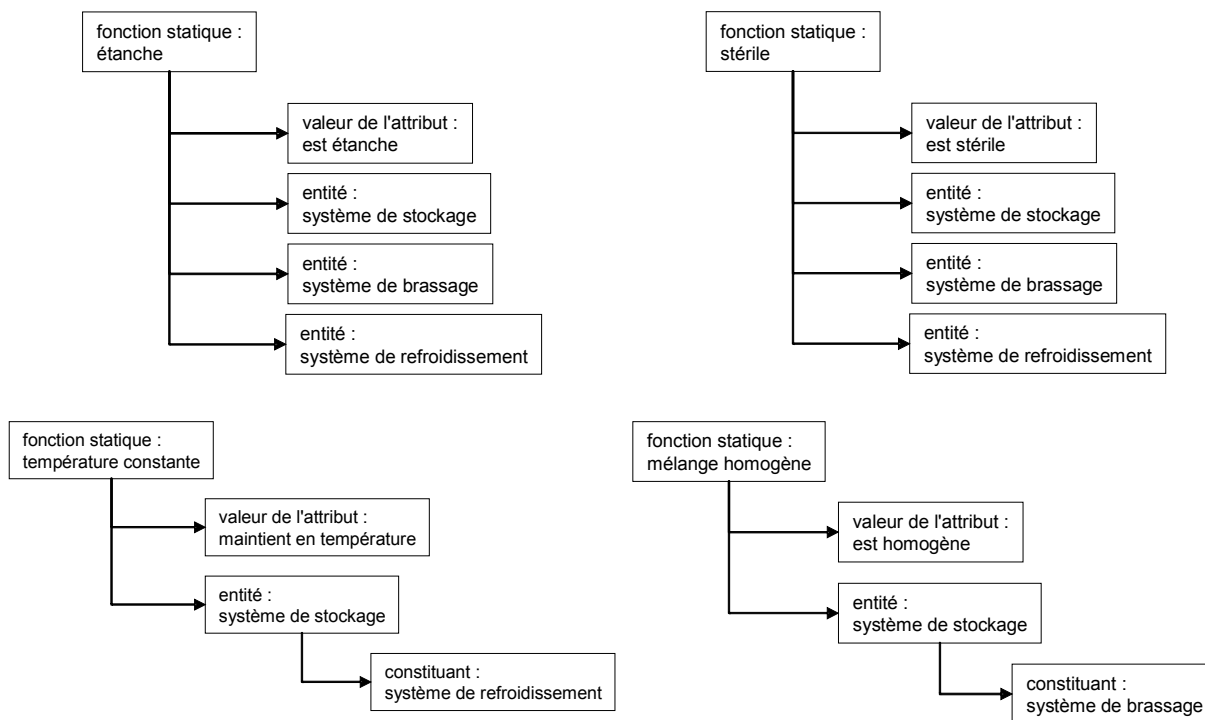 fonction statique :
étanche
valeur de l'attribut :
est étanche
entité :
système de stockage
entité :
système de brassage
entité :
système de refroidissement
fonction statique :
stérile
valeur de l'attribut :
est stérile
entité :
système de stockage
entité :
système de brassage
entité :
système de refroidissement
fonction statique :
température constante
valeur de l'attribut :
maintient en température
entité :
système de stockage
constituant :
système de refroidissement
fonction statique :
mélange homogène
valeur de l'attribut :
est homogène
entité :
système de stockage
constituant :
système de brassage